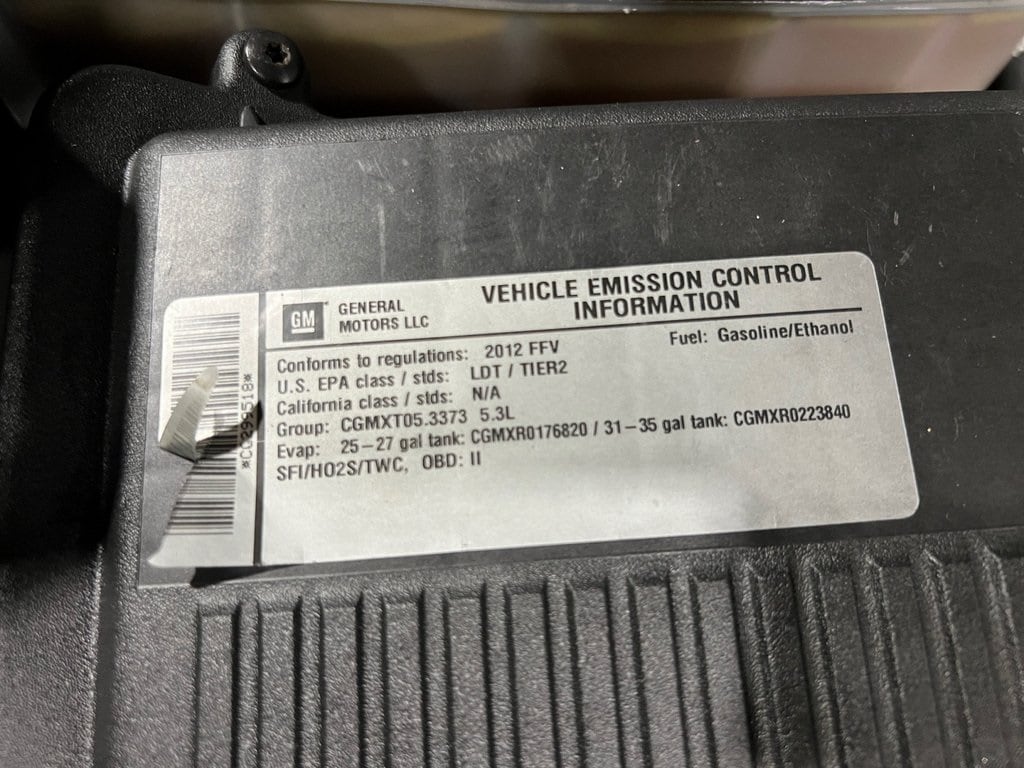 GM GENERAL MOTORS LLC
VEHICLE EMISSION CONTROL
INFORMATION
Fuel: Gasoline/Ethanol
Conforms to regulations: 2012 FFV
U.S. EPA class / stds: LDT / TIER2
California class / stds: N/A
Group: CGMXT05.3373 5.3L
Evap: 25-27 gal tank: CGMXR0176820 / 31-35 gal tank: CGMXR0223840
SFI/HO2S/TWC, OBD: II